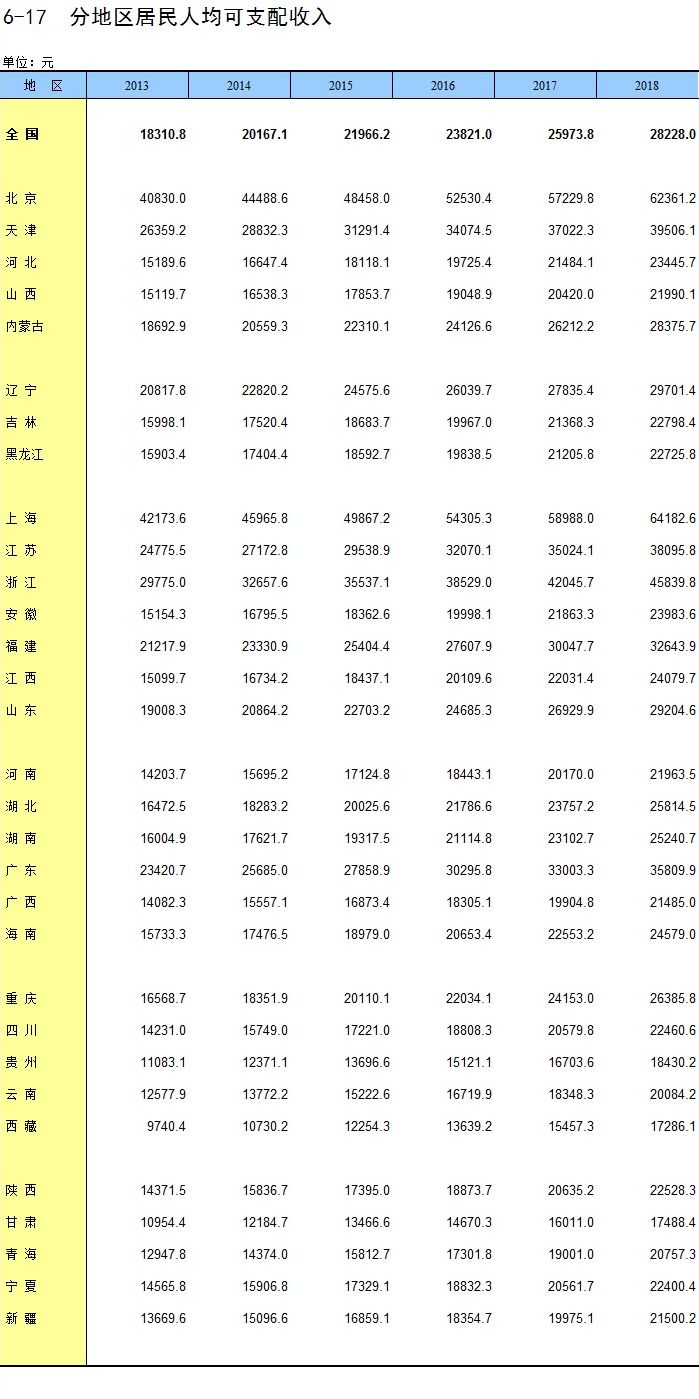 6-17 分地区居民人均可支配收入
单位：元
地 区 2013 2014 2015 2016 2017 2018
全 国 18310.8 20167.1 21966.2 23821.0 25973.8 28228.0
北 京 40830.0 44488.6 48458.0 52530.4 57229.8 62361.2
天 津 26359.2 28832.3 31291.4 34074.5 37022.3 39506.1
河 北 15189.6 16647.4 18118.1 19725.4 21484.1 23445.7
山 西 15119.7 16538.3 17853.7 19048.9 20420.0 21990.1
内蒙古 18692.9 20559.3 22310.1 24126.6 26212.2 28375.7
辽 宁 20817.8 22820.2 24575.6 26039.7 27835.4 29701.4
吉 林 15998.1 17520.4 18683.7 19967.0 21368.3 22798.4
黑龙江 15903.4 17404.4 18592.7 19838.5 21205.8 22725.8
上 海 42173.6 45965.8 49867.2 54305.3 58988.0 64182.6
江 苏 24775.5 27172.8 29538.9 32070.1 35024.1 38095.8
浙 江 29775.0 32657.6 35537.1 38529.0 42045.7 45839.8
安 徽 15154.3 16795.5 18362.6 19998.1 21863.3 23983.6
福 建 21217.9 23330.9 25404.4 27607.9 30047.7 32643.9
江 西 15099.7 16734.2 18437.1 20109.6 22031.4 24079.7
山 东 19008.3 20864.2 22703.2 24685.3 26929.9 29204.6
河 南 14203.7 15695.2 17124.8 18443.1 20170.0 21963.5
湖 北 16472.5 18283.2 20025.6 21786.6 23757.2 25814.5
湖 南 16004.9 17621.7 19317.5 21114.8 23102.7 25240.7
广 东 23420.7 25685.0 27858.9 30295.8 33003.3 35809.9
广 西 14082.3 15557.1 16873.4 18305.1 19904.8 21485.0
海 南 15733.3 17476.5 18979.0 20653.4 22553.2 24579.0
重 庆 16568.7 18351.9 20110.1 22034.1 24153.0 26385.8
四 川 14231.0 15749.0 17221.0 18808.3 20579.8 22460.6
贵 州 11083.1 12371.1 13696.6 15121.1 16703.6 18430.2
云 南 12577.9 13772.2 15222.6 16719.9 18348.3 20084.2
西 藏 9740.4 10730.2 12254.3 13639.2 15457.3 17286.1
陕 西 14371.5 15836.7 17395.0 18873.7 20635.2 22528.3
甘 肃 10954.4 12184.7 13466.6 14670.3 16011.0 17488.4
青 海 12947.8 14374.0 15812.7 17301.8 19001.0 20757.3
宁 夏 14565.8 15906.8 17329.1 18832.3 20561.7 22400.4
新 疆 13669.6 15096.6 16859.1 18354.7 19975.1 21500.2